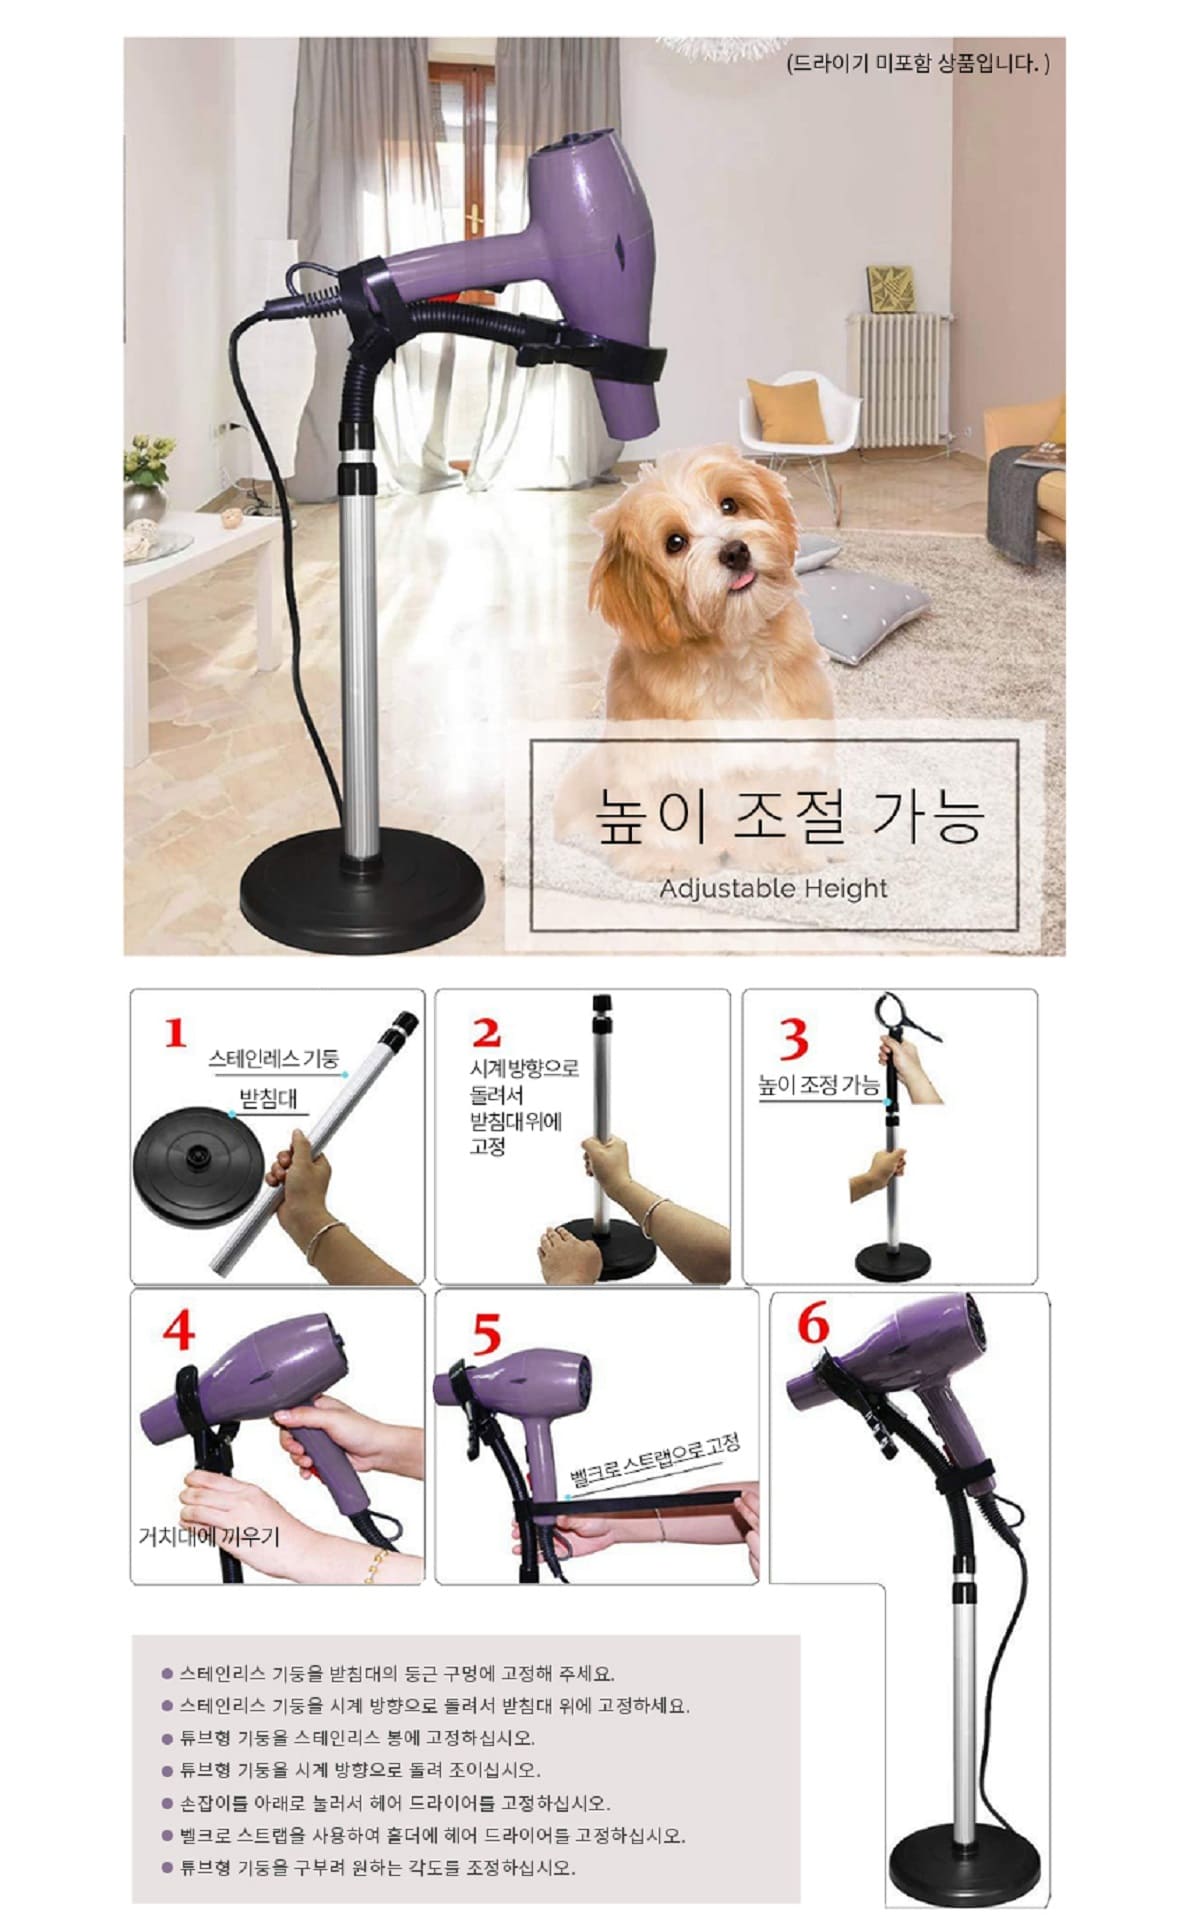 (드라이기 미포함 상품입니다. )
높이 조절 가능
Adjustable Height
1
스테인레스 기둥
받침대
2
시계 방향으로
돌려서
받침대 위에
고정
3
높이 조정 가능
4
거치대에 끼우기
5
벨크로 스트랩으로 고정
6
스테인리스 기둥을 받침대의 둥근 구멍에 고정해 주세요.
스테인리스 기둥을 시계 방향으로 돌려서 받침대 위에 고정하세요.
튜브형 기둥을 스테인리스 봉에 고정하십시오.
튜브형 기둥을 시계 방향으로 돌려 조이십시오.
손잡이를 아래로 눌러서 헤어 드라이어를 고정하십시오.
벨크로 스트랩을 사용하여 홀더에 헤어 드라이어를 고정하십시오.
튜브형 기둥을 구부려 원하는 각도를 조정하십시오.